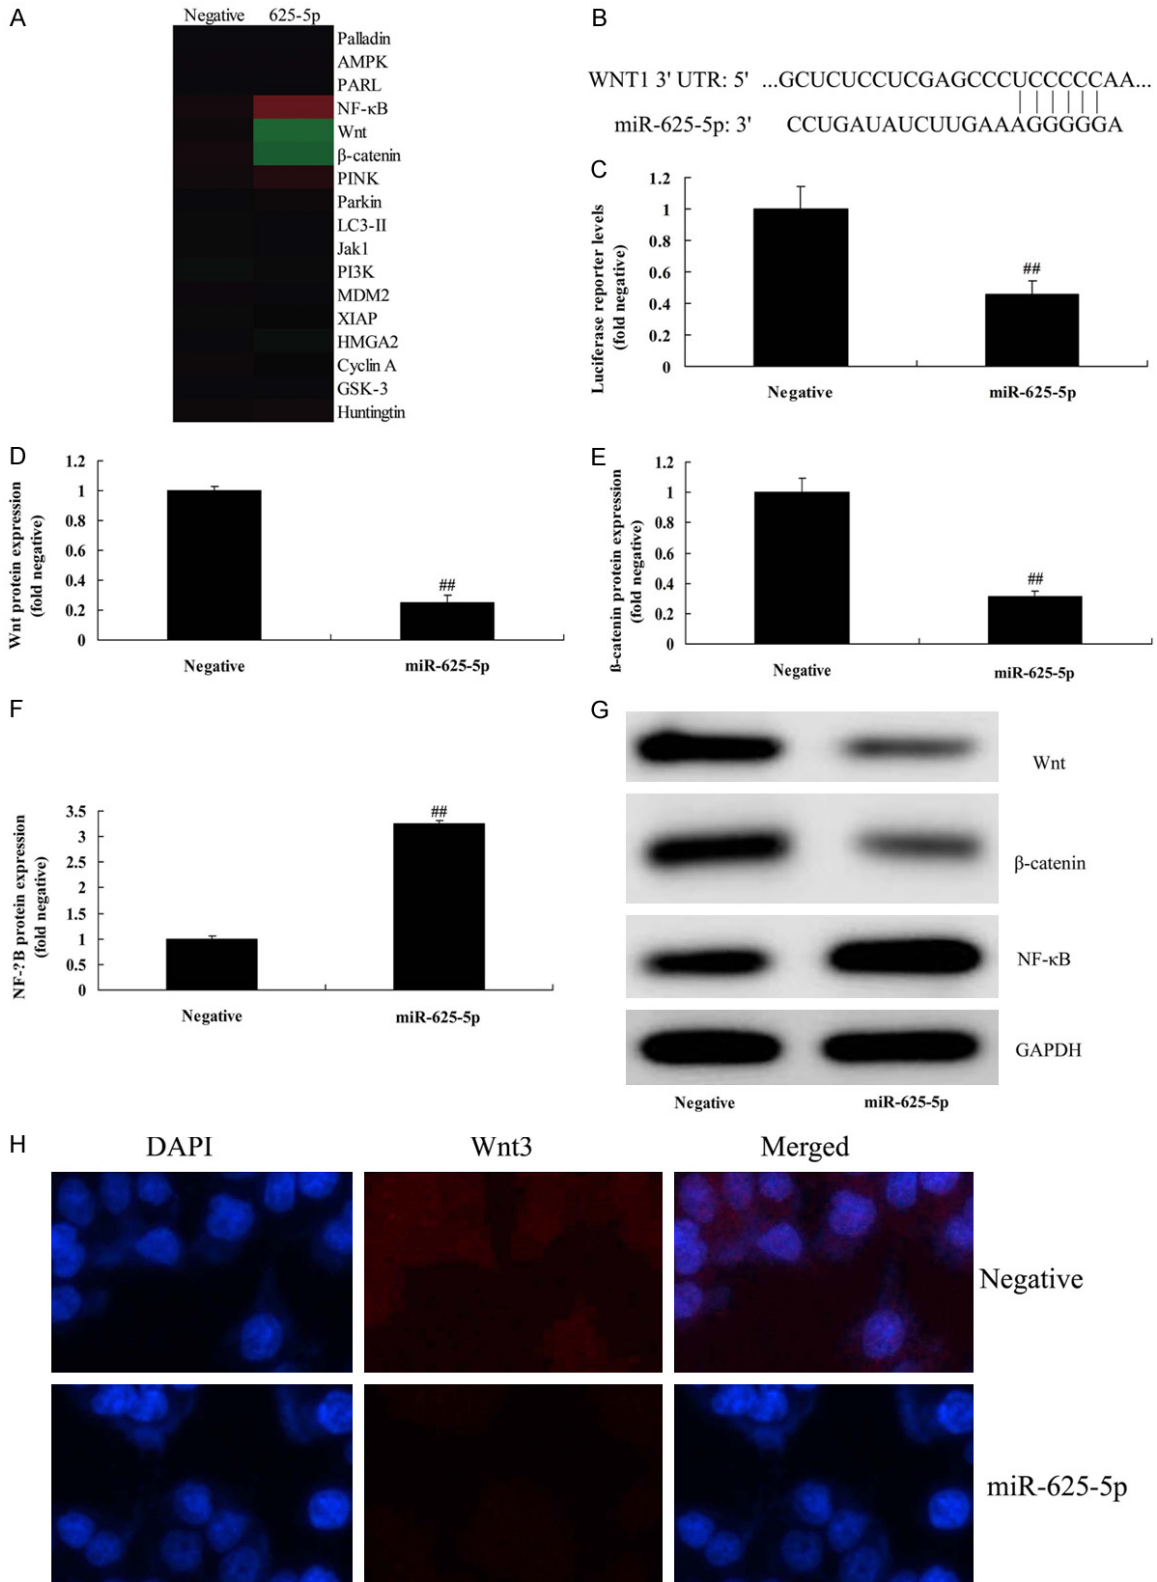 A
Negative 625-5p
Palladin
AMPK
PARL
NF-κB
Wnt
β-catenin
PINK
Parkin
LC3-II
Jak1
PI3K
MDM2
XIAP
HMGA2
Cyclin A
GSK-3
Huntingtin
B
WNT1 3' UTR: 5' ...GCUCUCCUCGAGCCCUCCCCCAA...
miR-625-5p: 3' CCUGAUAUCUUGAAAGGGGGA
C
Luciferase reporter levels
(fold negative)
1.2
1
0.8
0.6
0.4
0.2
0
##
Negative miR-625-5p
D
Wnt protein expression
(fold negative)
1.2
1
0.8
0.6
0.4
0.2
0
##
Negative miR-625-5p
E
ß-catenin protein expression
(fold negative)
1.2
1
0.8
0.6
0.4
0.2
0
##
Negative miR-625-5p
F
NF-?B protein expression
(fold negative)
3.5
3
2.5
2
1.5
1
0.5
0
##
Negative miR-625-5p
G
Wnt
β-catenin
NF-κB
GAPDH
Negative miR-625-5p
H
DAPI Wnt3 Merged
Negative
miR-625-5p